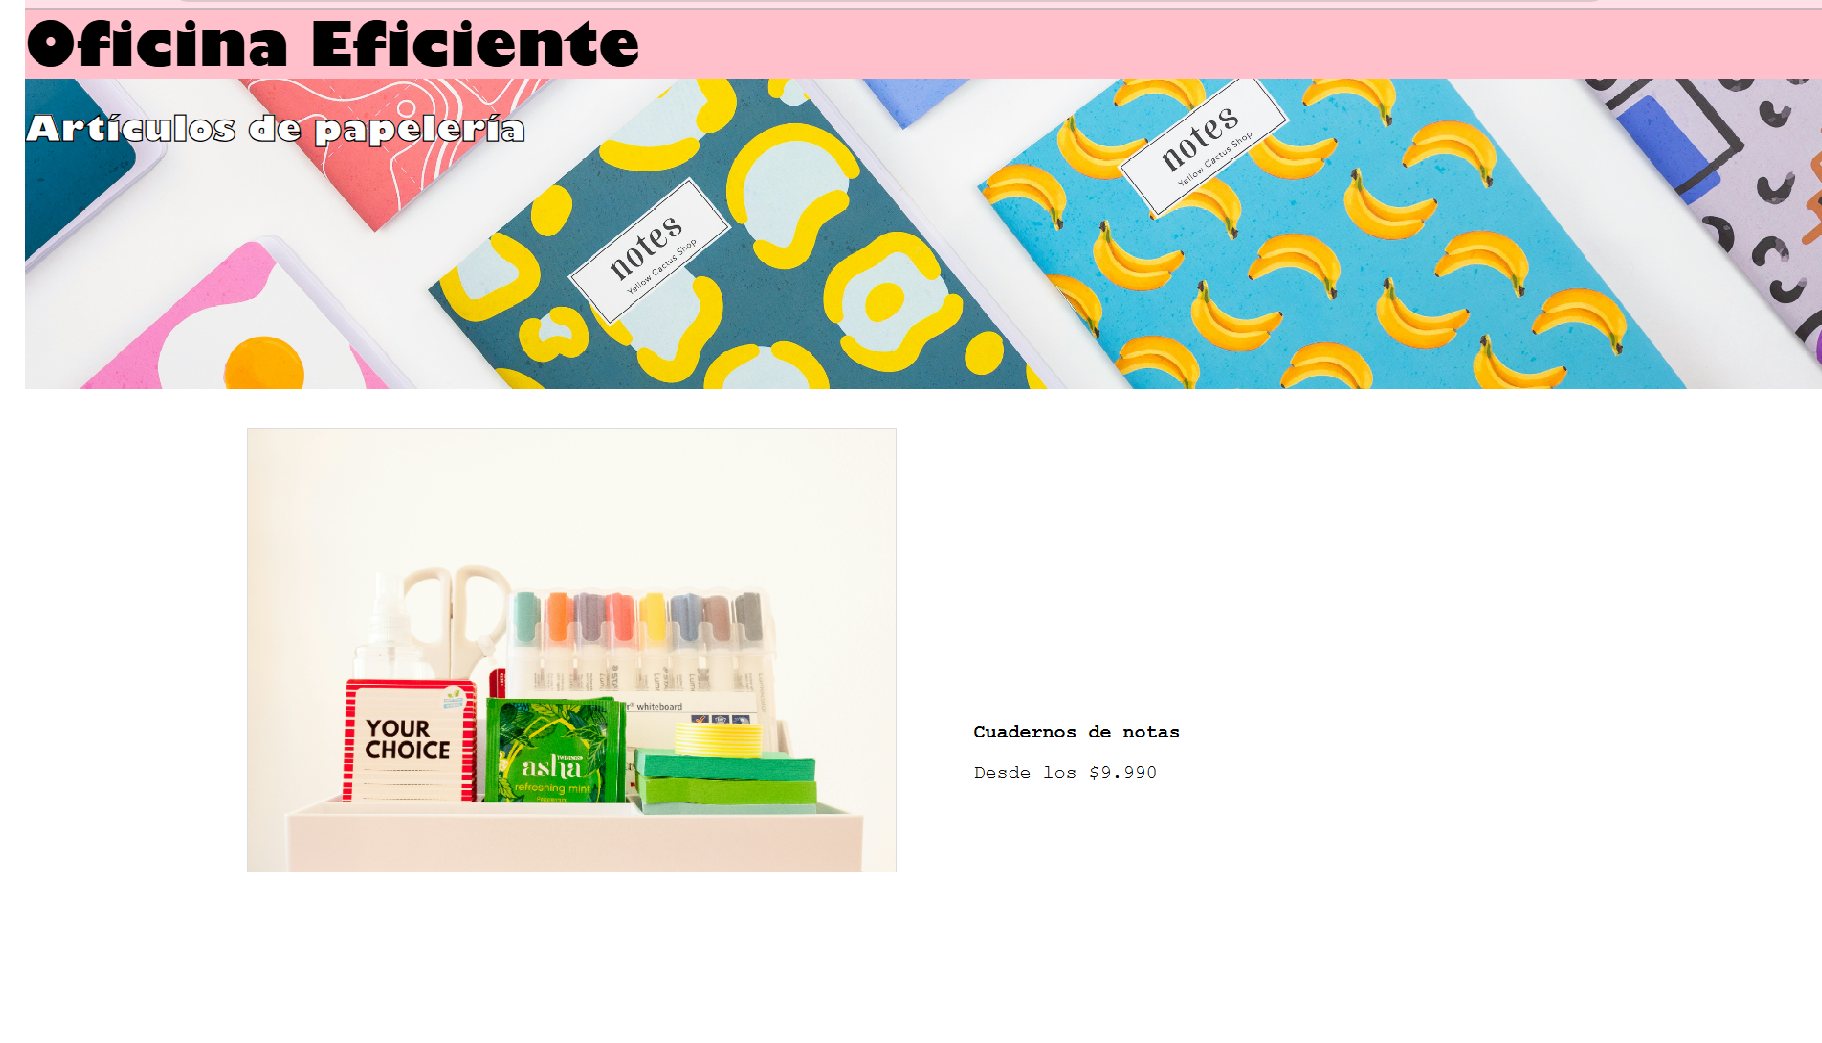 Oficina Eficiente
Artículos de papelería
notes
Yellow Cactus Shop
notes
Yellow Cactus Shop
whiteboard
YOUR
CHOICE
TWININGS
asha
refreshing mint
Cuadernos de notas
Desde los $9.990